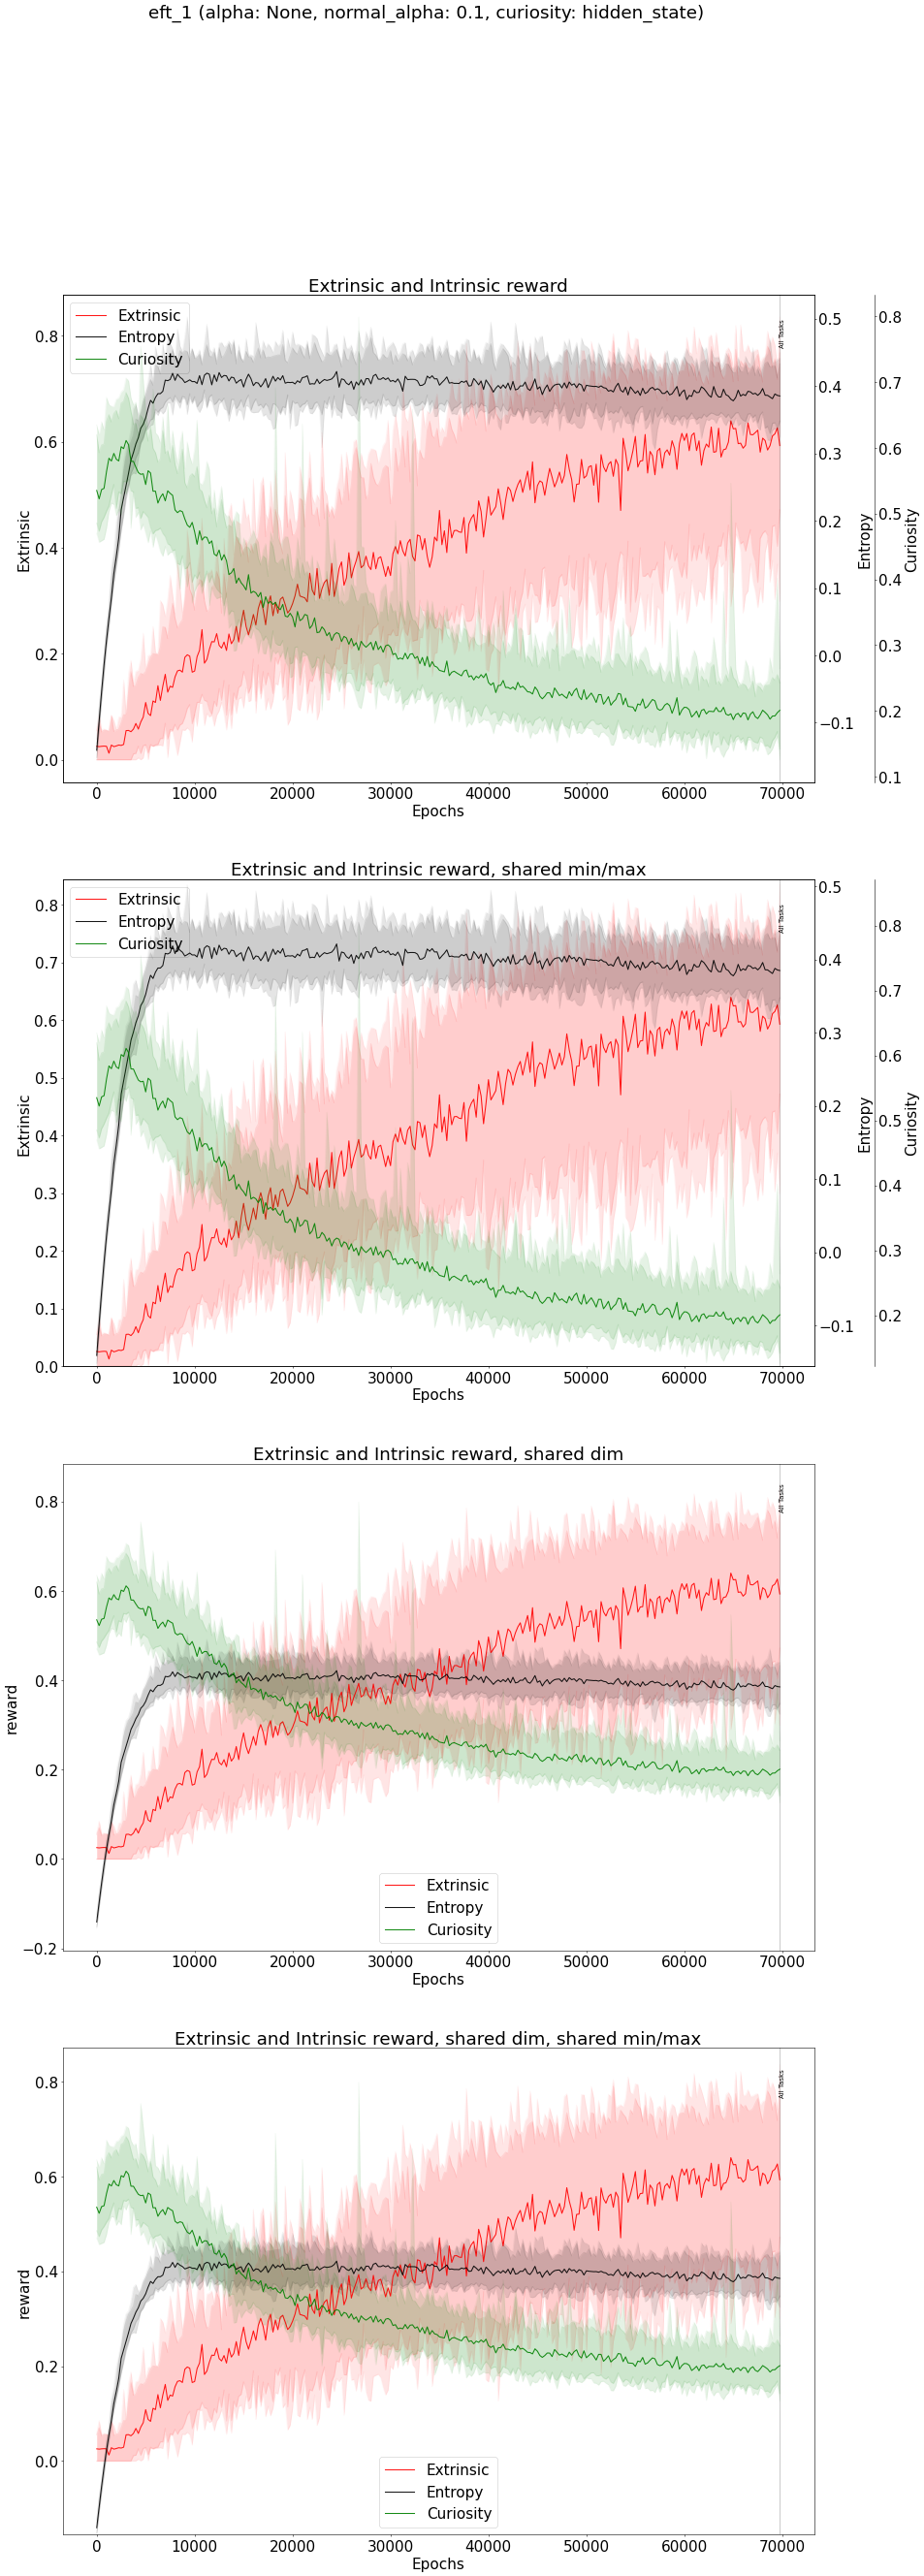 eft_1 (alpha: None, normal_alpha: 0.1, curiosity: hidden_state)
Extrinsic and Intrinsic reward
Extrinsic
Entropy
Curiosity
All Tasks
0.8
0.6
0.4
0.2
0.0
Extrinsic
0.5
0.4
0.3
0.2
0.1
0.0
−0.1
Entropy
0.8
0.7
0.6
0.5
0.4
0.3
0.2
0.1
Curiosity
0 10000 20000 30000 40000 50000 60000 70000
Epochs
Extrinsic and Intrinsic reward, shared min/max
Extrinsic
Entropy
Curiosity
All Tasks
0.8
0.7
0.6
0.5
0.4
0.3
0.2
0.1
0.0
Extrinsic
0.5
0.4
0.3
0.2
0.1
0.0
−0.1
Entropy
0.8
0.7
0.6
0.5
0.4
0.3
0.2
Curiosity
0 10000 20000 30000 40000 50000 60000 70000
Epochs
Extrinsic and Intrinsic reward, shared dim
All Tasks
0.8
0.6
0.4
0.2
0.0
−0.2
reward
Extrinsic
Entropy
Curiosity
0 10000 20000 30000 40000 50000 60000 70000
Epochs
Extrinsic and Intrinsic reward, shared dim, shared min/max
All Tasks
0.8
0.6
0.4
0.2
0.0
reward
Extrinsic
Entropy
Curiosity
0 10000 20000 30000 40000 50000 60000 70000
Epochs